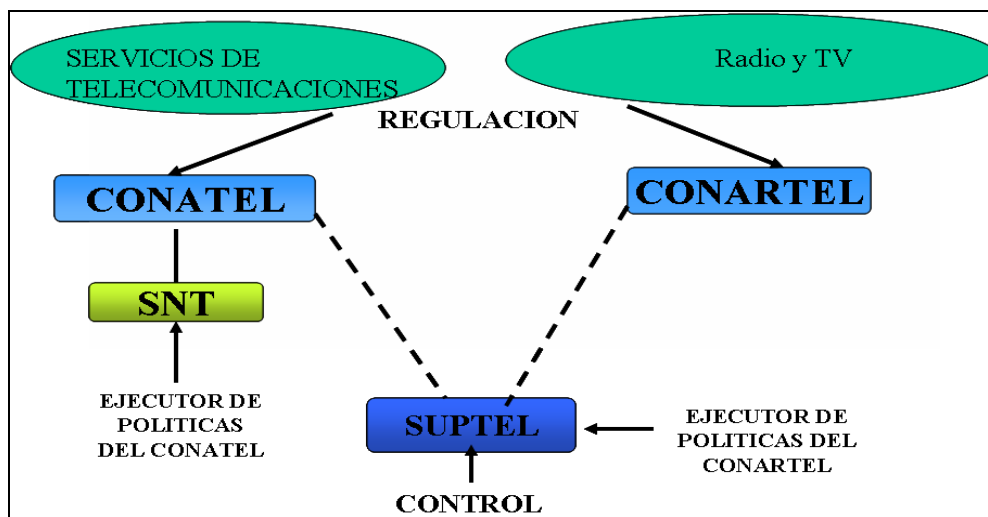 SERVICIOS DE
TELECOMUNICACIONES
Radio y TV
REGULACION
CONATEL
CONARTEL
SNT
EJECUTOR DE
POLITICAS
DEL CONATEL
SUPTEL
EJECUTOR DE
POLITICAS DEL
CONARTEL
CONTROL